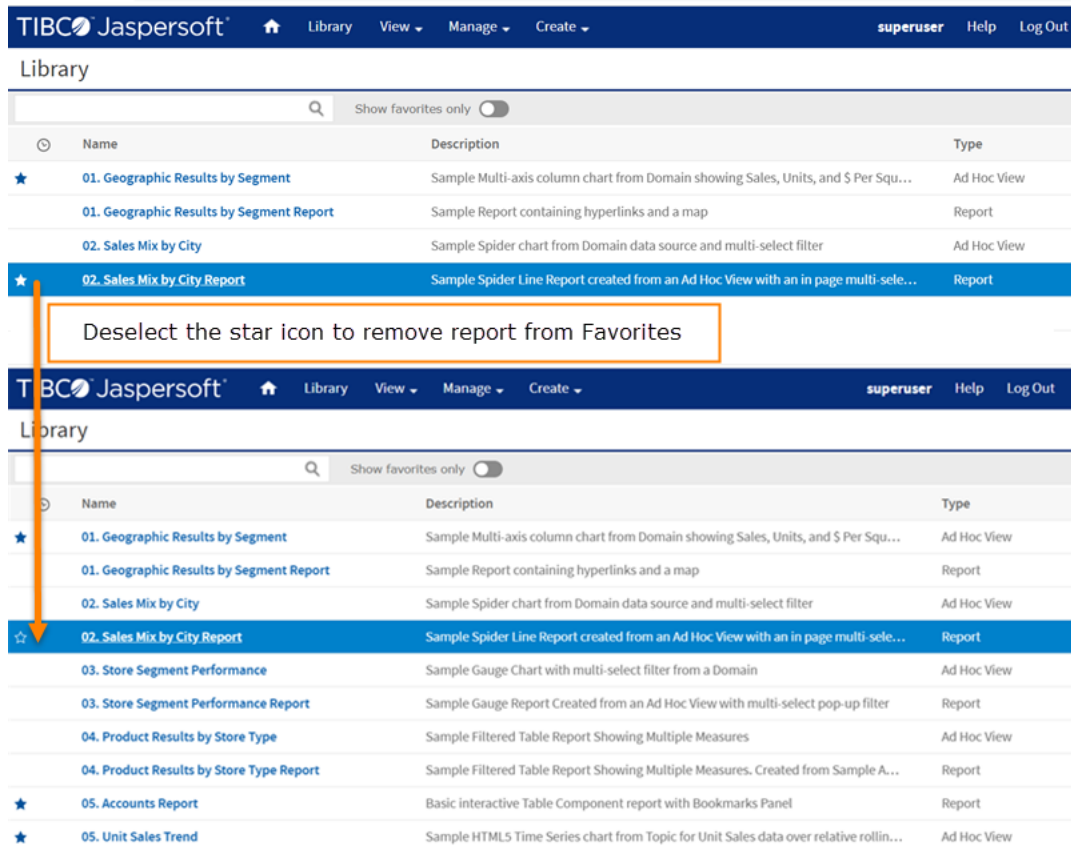 TIBCO Jaspersoft Library View Manage Create superuser Help Log Out
Library
Show favorites only
Name Description Type
01. Geographic Results by Segment Sample Multi-axis column chart from Domain showing Sales, Units, and $ Per Squ... Ad Hoc View
01. Geographic Results by Segment Report Sample Report containing hyperlinks and a map Report
02. Sales Mix by City Sample Spider chart from Domain data source and multi-select filter Ad Hoc View
02. Sales Mix by City Report Sample Spider Line Report created from an Ad Hoc View with an in page multi-sele... Report
Deselect the star icon to remove report from Favorites
TIBCO Jaspersoft Library View Manage Create superuser Help Log Out
Library
Show favorites only
Name Description Type
01. Geographic Results by Segment Sample Multi-axis column chart from Domain showing Sales, Units, and $ Per Squ... Ad Hoc View
01. Geographic Results by Segment Report Sample Report containing hyperlinks and a map Report
02. Sales Mix by City Sample Spider chart from Domain data source and multi-select filter Ad Hoc View
02. Sales Mix by City Report Sample Spider Line Report created from an Ad Hoc View with an in page multi-sele... Report
03. Store Segment Performance Sample Gauge Chart with multi-select filter from a Domain Ad Hoc View
03. Store Segment Performance Report Sample Gauge Report Created from an Ad Hoc View with multi-select pop-up filter Report
04. Product Results by Store Type Sample Filtered Table Report Showing Multiple Measures Ad Hoc View
04. Product Results by Store Type Report Sample Filtered Table Report Showing Multiple Measures. Created from Sample A... Report
05. Accounts Report Basic interactive Table Component report with Bookmarks Panel Report
05. Unit Sales Trend Sample HTML5 Time Series chart from Topic for Unit Sales data over relative rollin... Ad Hoc View